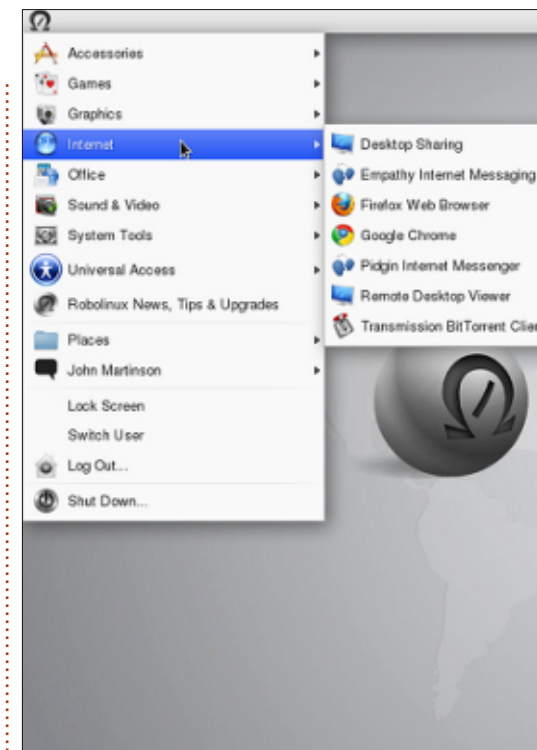 Accessories
Games
Graphics
Internet
Office
Sound & Video
System Tools
Universal Access
Robolinux News, Tips & Upgrades
Places
John Martinson
Lock Screen
Switch User
Log Out...
Shut Down...
Desktop Sharing
Empathy Internet Messaging
Firefox Web Browser
Google Chrome
Pidgin Internet Messenger
Remote Desktop Viewer
Transmission BitTorrent Clien